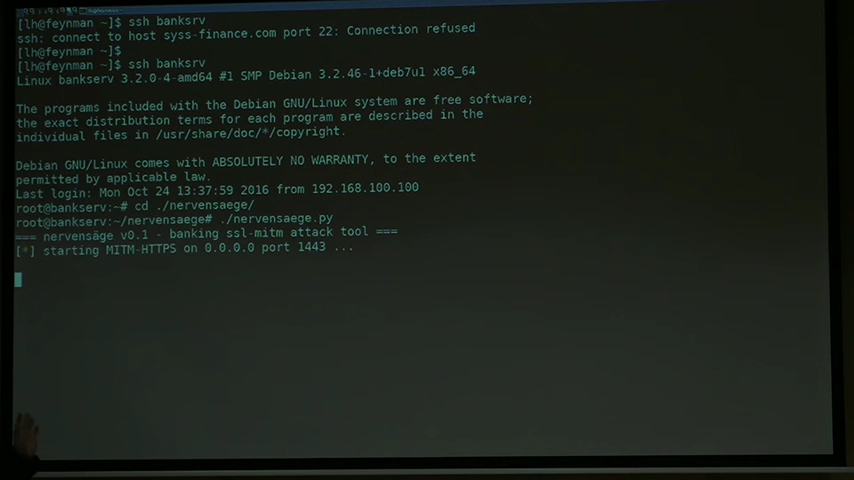 [lh@feynman ~]$ ssh banksrv
ssh: connect to host syss-finance.com port 22: Connection refused
[lh@feynman ~]$
[lh@feynman ~]$ ssh banksrv
Linux bankserv 3.2.0-4-amd64 #1 SMP Debian 3.2.46-1+deb7u1 x86_64
The programs included with the Debian GNU/Linux system are free software;
the exact distribution terms for each program are described in the
individual files in /usr/share/doc/*/copyright.
Debian GNU/Linux comes with ABSOLUTELY NO WARRANTY, to the extent
permitted by applicable law.
Last login: Mon Oct 24 13:37:59 2016 from 192.168.100.100
root@bankserv:~# cd ./nervensaege/
root@bankserv:~/nervensaege# ./nervensaege.py
=== nervensäge v0.1 - banking ssl-mitm attack tool ===
[*] starting MITM-HTTPS on 0.0.0.0 port 1443 ...